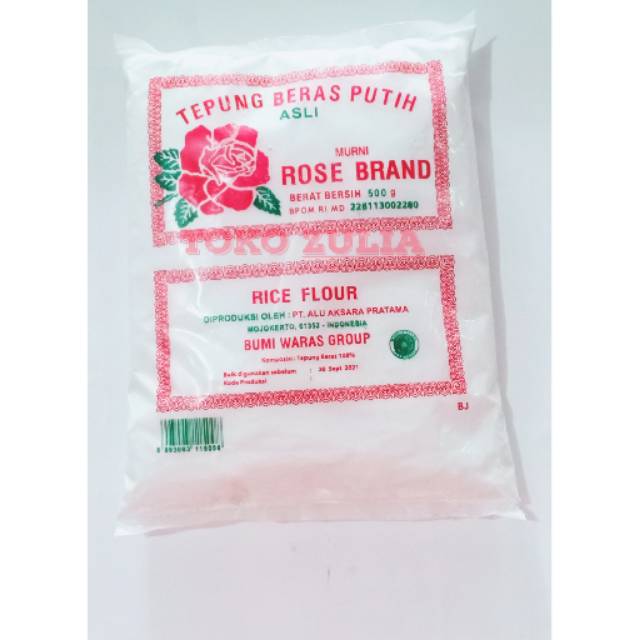 TEPUNG BERAS PUTIH
ASLI
MURNI
ROSE BRAND
BERAT BERSIH 500 g
BPOM RI MD 228113002280
TOKO ZULIA
RICE FLOUR
DIPRODUKSI OLEH : PT. ALU AKSARA PRATAMA
MOJOKERTO, 61352 - INDONESIA
BUMI WARAS GROUP
Komposisi : Tepung Beras 100%
Baik digunakan sebelum : 30 Sept 2021
Kode Produksi :
BJ